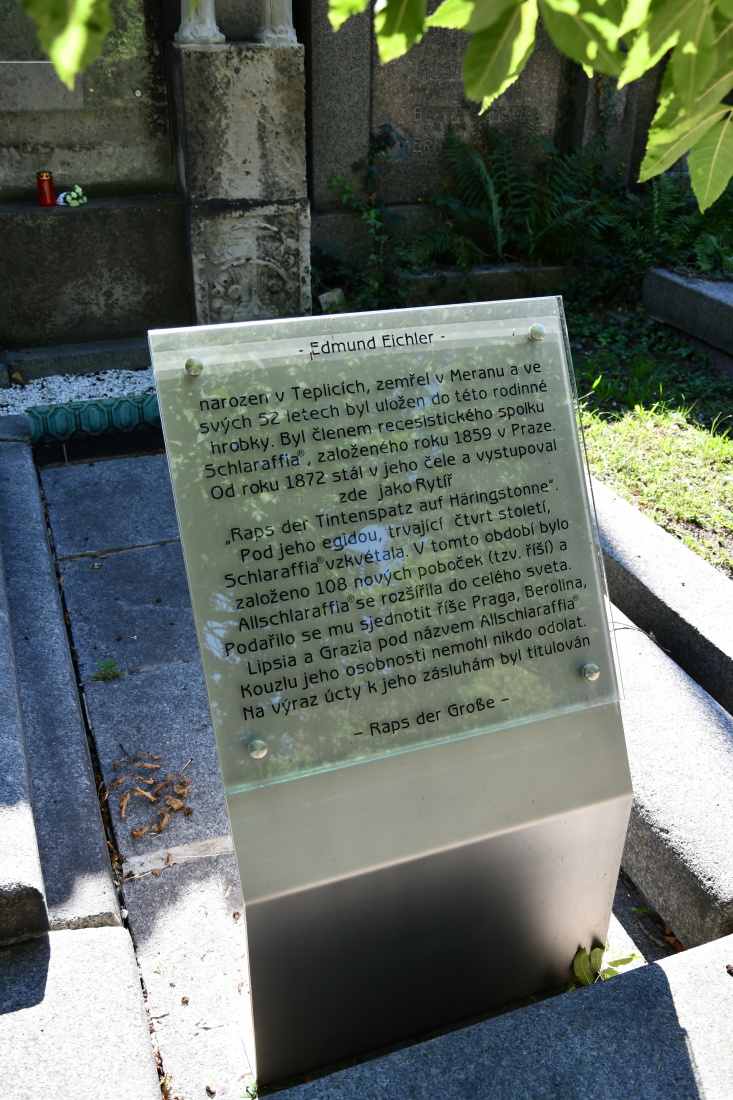 - Edmund Eichler -
narozen v Teplicích, zemřel v Meranu a ve
svých 52 letech byl uložen do této rodinné
hrobky. Byl členem recesistického spolku
Schlaraffia®, založeného roku 1859 v Praze.
Od roku 1872 stál v jeho čele a vystupoval
zde jako Rytíř
„Raps der Tintenspatz auf Häringstonne”.
Pod jeho egidou, trvající čtvrt století,
Schlaraffia® vzkvétala. V tomto období bylo
založeno 108 nových poboček (tzv. říší) a
Allschlaraffia® se rozšířila do celého sveta.
Podařilo se mu sjednotit říše Praga, Berolina,
Lipsia a Grazia pod názvem Allschlaraffia®
Kouzlu jeho osobnosti nemohl nikdo odolat.
Na výraz úcty k jeho zásluhám byl titulován
– Raps der Große –